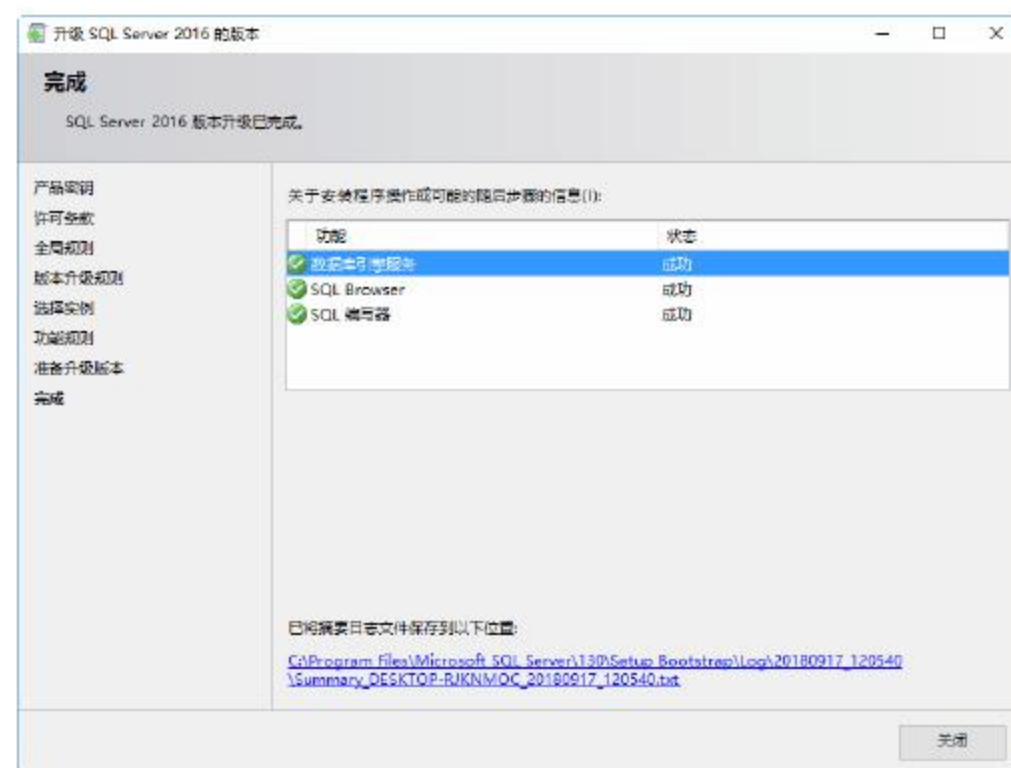 升级 SQL Server 2016 的版本
完成
SQL Server 2016 版本升级已完成。
产品密钥
许可条款
全局规则
版本升级规则
选择实例
功能规则
准备升级版本
完成
关于安装程序操作或可能的随后步骤的信息(I):
功能 状态
数据库引擎服务 成功
SQL Browser 成功
SQL 编写器 成功
已将摘要日志文件保存到以下位置:
C:\Program Files\Microsoft SQL Server\130\Setup Bootstrap\Log\20180917_120540
\Summary_DESKTOP-RJKNMOC_20180917_120540.txt
关闭